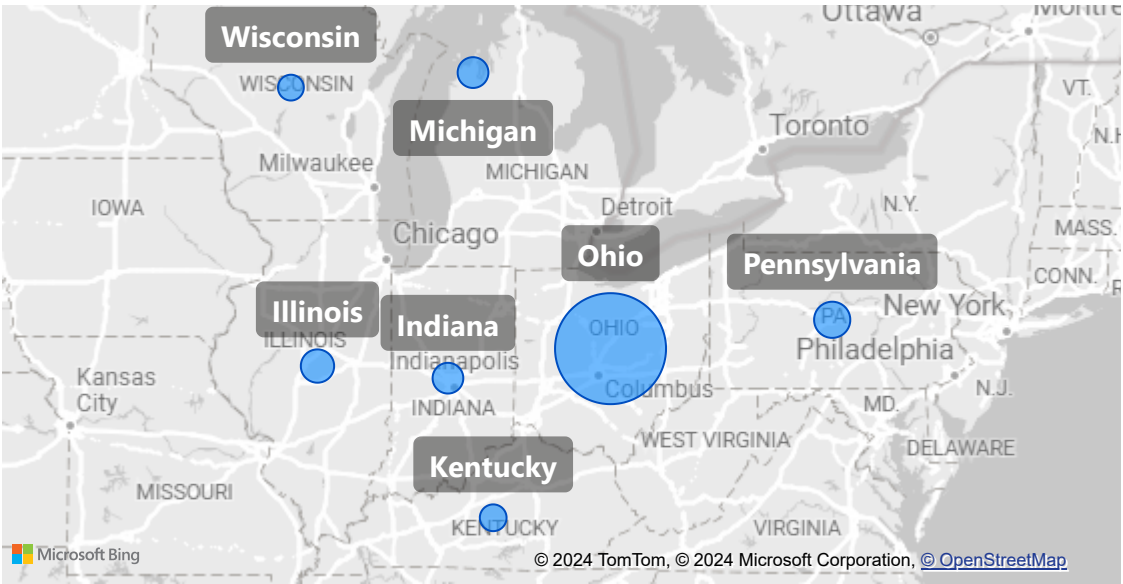 Ottawa
Wisconsin
WISCONSIN
VT.
Michigan
Toronto
Milwaukee
MICHIGAN
IOWA
Detroit
N.Y.
Chicago
MASS.
Ohio
Pennsylvania
CONN.
Illinois
Indiana
New York
OHIO
PA
ILLINOIS
Indianapolis
Philadelphia
Kansas
City
Columbus
N.J.
INDIANA
MD.
WEST VIRGINIA
DELAWARE
Kentucky
MISSOURI
KENTUCKY
VIRGINIA
Microsoft Bing
© 2024 TomTom, © 2024 Microsoft Corporation, © OpenStreetMap